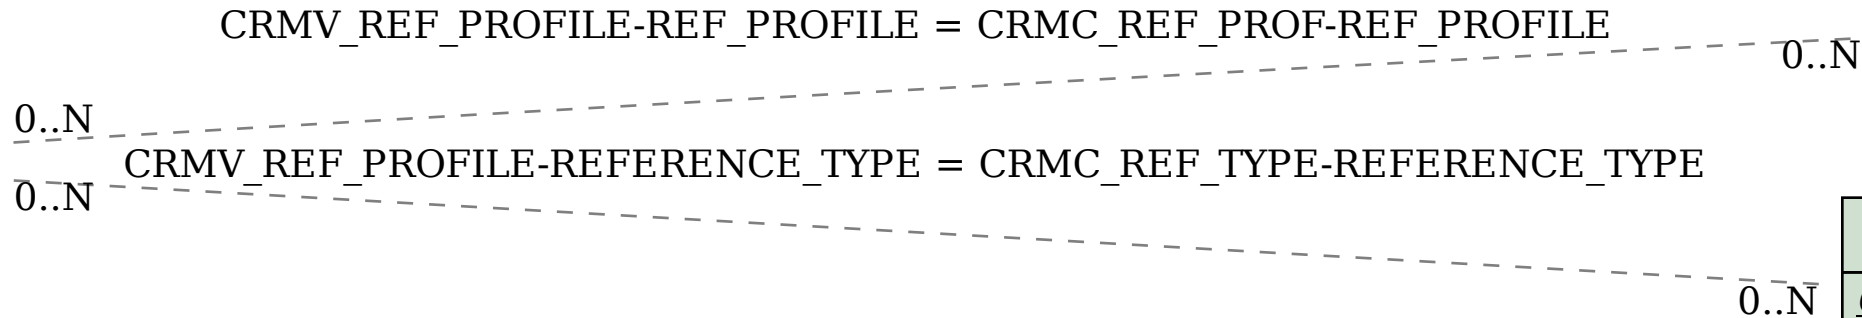 CRMV_REF_PROFILE-REF_PROFILE = CRMC_REF_PROF-REF_PROFILE
0..N
0..N
CRMV_REF_PROFILE-REFERENCE_TYPE = CRMC_REF_TYPE-REFERENCE_TYPE
0..N
0..N